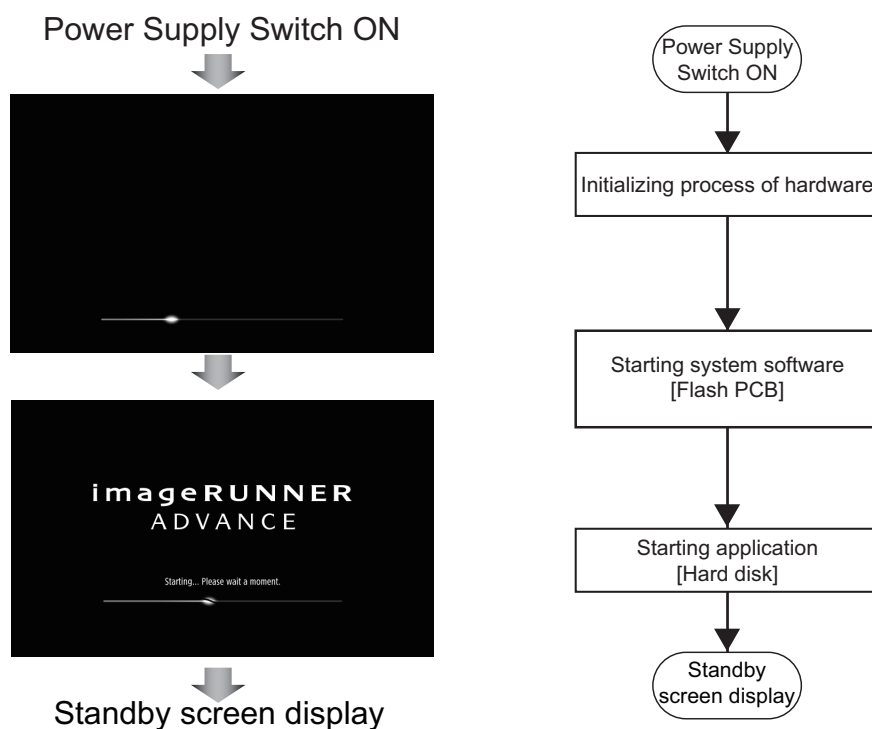 Power Supply Switch ON
imageRUNNER
ADVANCE
Starting... Please wait a moment.
Standby screen display
Power Supply
Switch ON
Initializing process of hardware
Starting system software
[Flash PCB]
Starting application
[Hard disk]
Standby
screen display